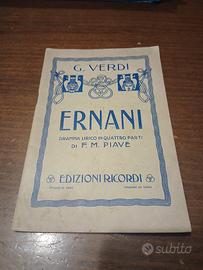 G. VERDI
ERNANI
DRAMMA LIRICO IN QUATTRO PARTI
DI F. M. PIAVE
EDIZIONI RICORDI
subito